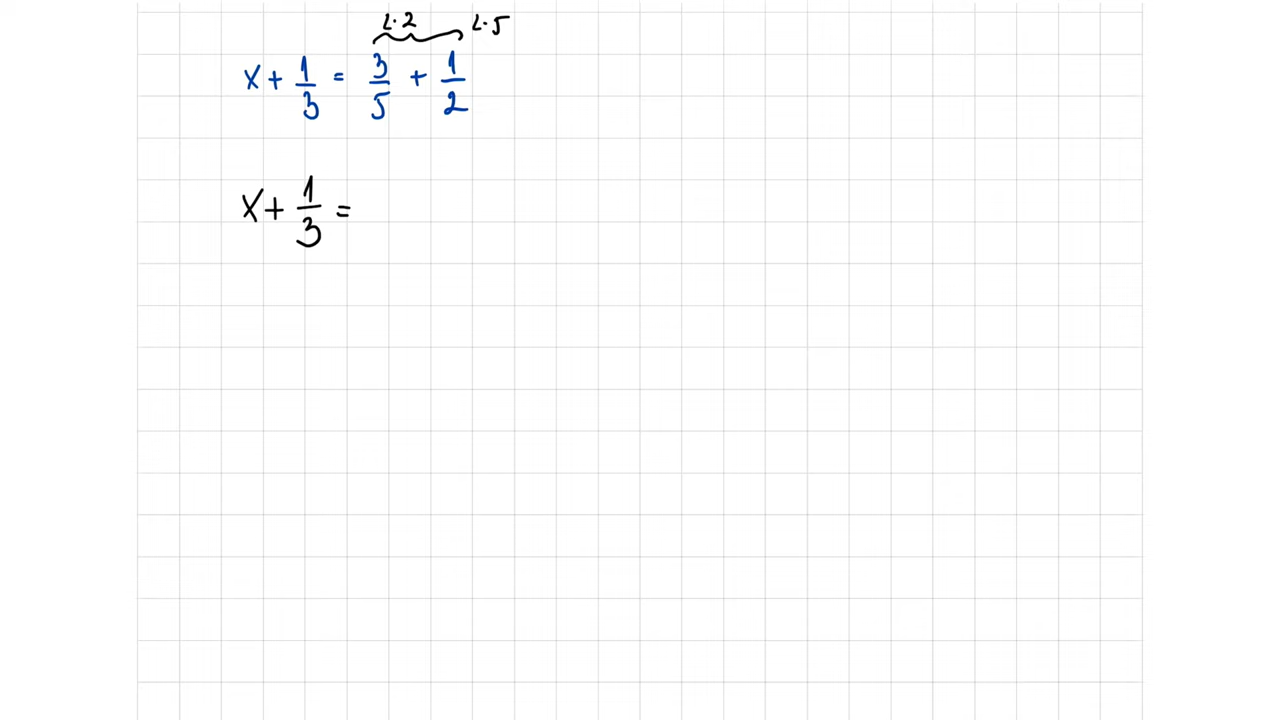 ∠·2 ∠·5
x + 1/3 = 3/5 + 1/2
x + 1/3 =